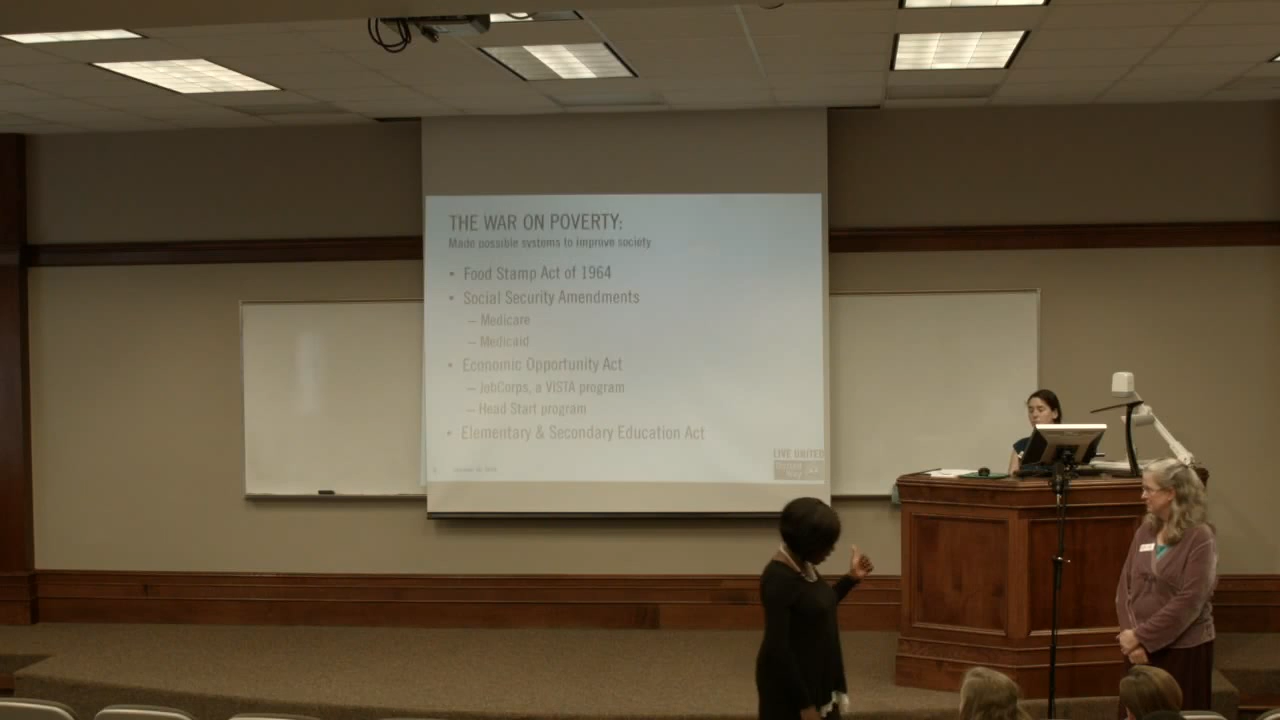 THE WAR ON POVERTY:
Made possible systems to improve society
• Food Stamp Act of 1964
• Social Security Amendments
– Medicare
– Medicaid
• Economic Opportunity Act
– JobCorps, a VISTA program
– Head Start program
• Elementary & Secondary Education Act
LIVE UNITED